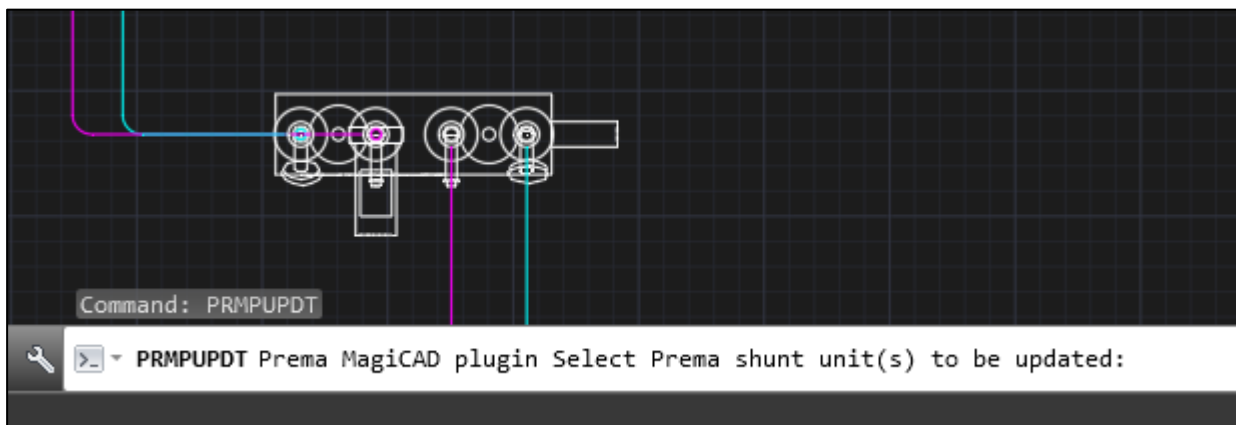 Command: PRMPUPDT
PRMPUPDT Prema MagiCAD plugin Select Prema shunt unit(s) to be updated: